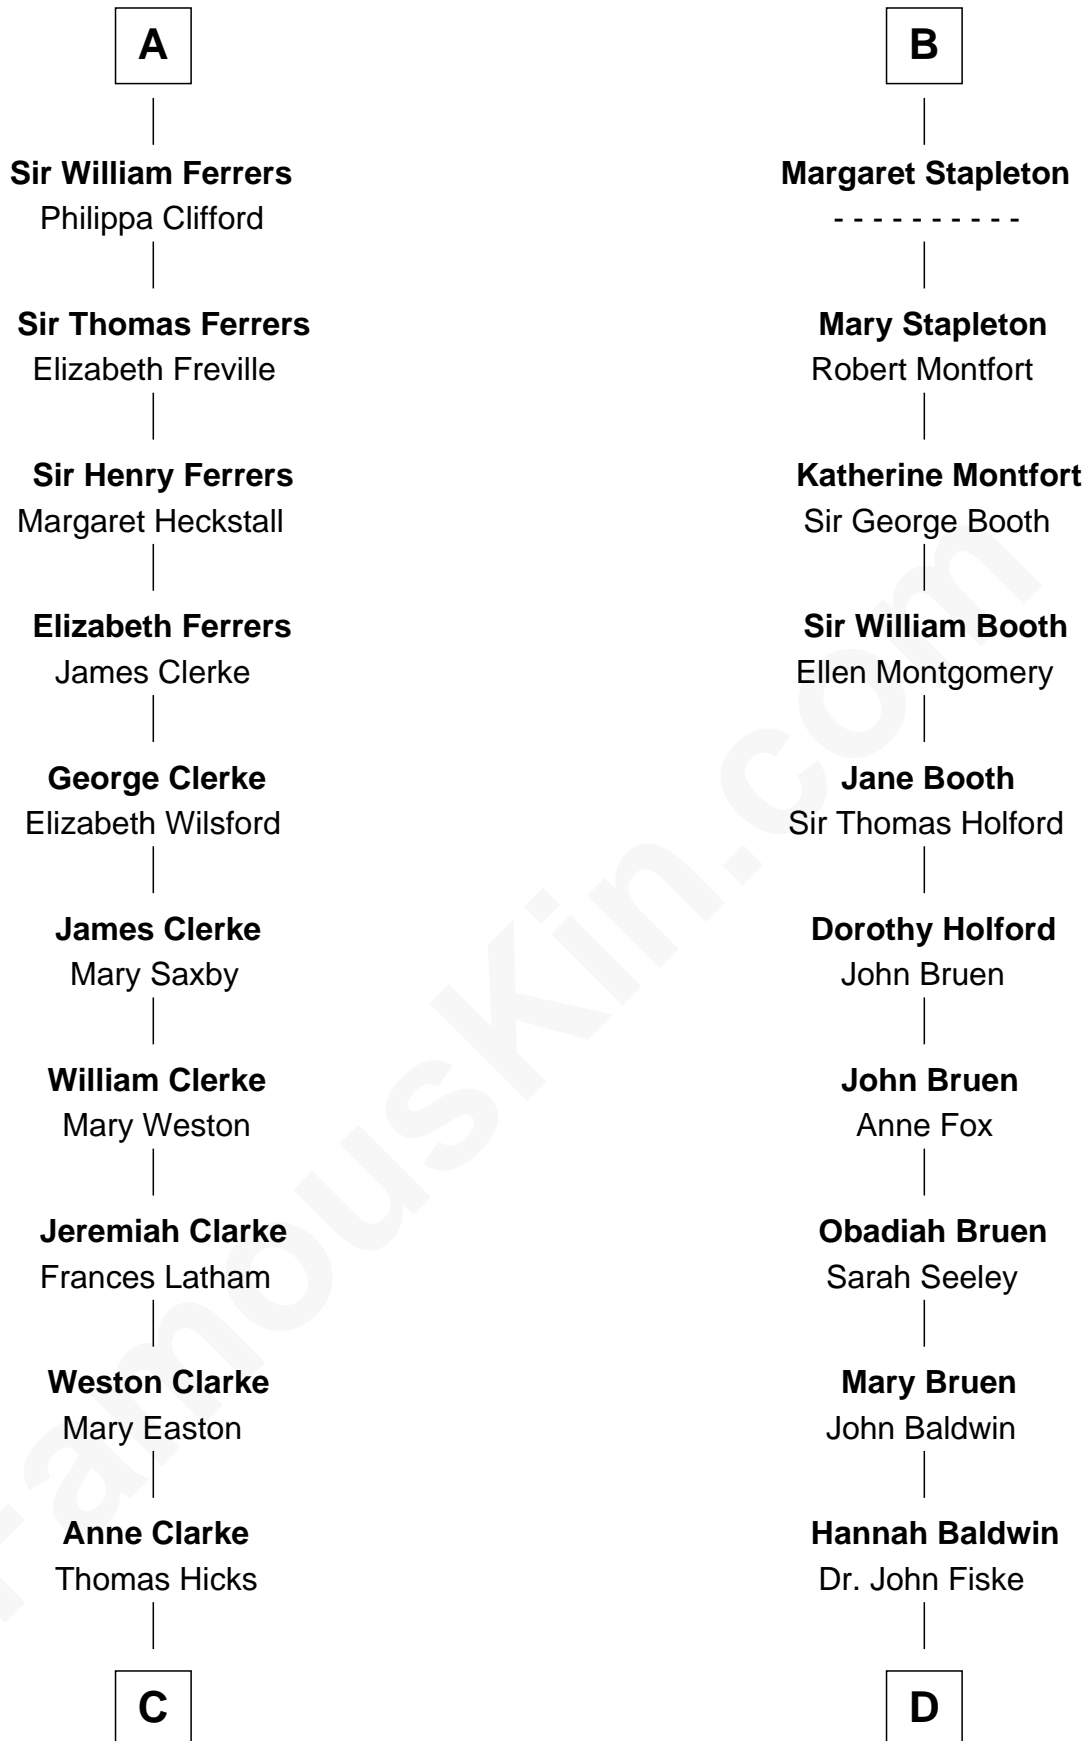 A
Sir William Ferrers
Philippa Clifford
Sir Thomas Ferrers
Elizabeth Freville
Sir Henry Ferrers
Margaret Heckstall
Elizabeth Ferrers
James Clerke
George Clerke
Elizabeth Wilsford
James Clerke
Mary Saxby
William Clerke
Mary Weston
Jeremiah Clarke
Frances Latham
Weston Clarke
Mary Easton
Anne Clarke
Thomas Hicks
C
B
Margaret Stapleton
- - - - - - - - - -
Mary Stapleton
Robert Montfort
Katherine Montfort
Sir George Booth
Sir William Booth
Ellen Montgomery
Jane Booth
Sir Thomas Holford
Dorothy Holford
John Bruen
John Bruen
Anne Fox
Obadiah Bruen
Sarah Seeley
Mary Bruen
John Baldwin
Hannah Baldwin
Dr. John Fiske
D
FamousKin.com